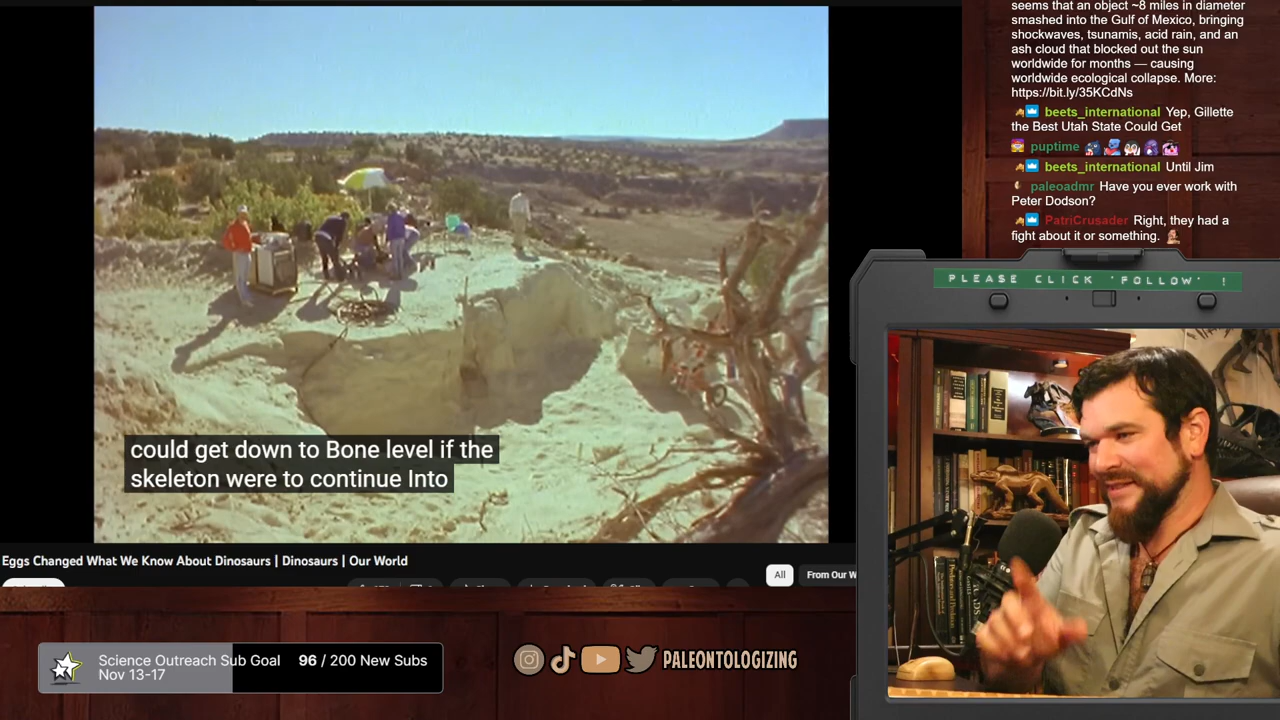 seems that an object ~8 miles in diameter
smashed into the Gulf of Mexico, bringing
shockwaves, tsunamis, acid rain, and an
ash cloud that blocked out the sun
worldwide for months — causing
worldwide ecological collapse. More:
https://bit.ly/35KCdNs
beets_international Yep, Gillette
the Best Utah State Could Get
puptime
beets_international Until Jim
paleoadmr Have you ever work with
Peter Dodson?
PatriCrusader Right, they had a
fight about it or something.
PLEASE CLICK 'FOLLOW' !
could get down to Bone level if the
skeleton were to continue Into
Eggs Changed What We Know About Dinosaurs | Dinosaurs | Our World
All From Our W
Science Outreach Sub Goal 96 / 200 New Subs
Nov 13-17
PALEONTOLOGIZING